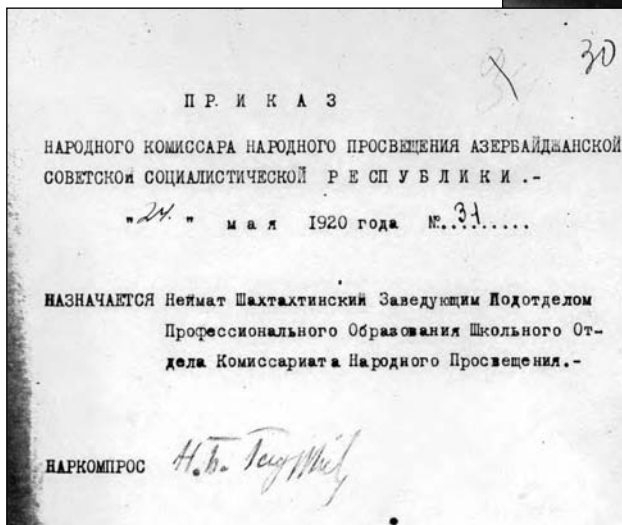 30
П Р И К А З
НАРОДНОГО КОМИССАРА НАРОДНОГО ПРОСВЕЩЕНИЯ АЗЕРБАЙДЖАНСКОЙ
СОВЕТСКОЙ СОЦИАЛИСТИЧЕСКОЙ Р Е С П У Б Л И К И .-
"24." м а я 1920 года №.31......
НАЗНАЧАЕТСЯ Неймат Шахтахтинский Заведующим Подотделом
Профессионального Образования Школьного От-
дела Комиссариата Народного Просвещения.-
НАРКОМПРОС Н.Б.